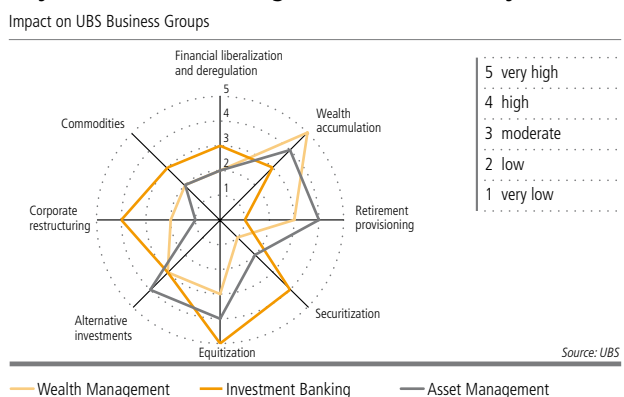 Impact on UBS Business Groups
Financial liberalization
and deregulation
5
4
3
2
1
Wealth
accumulation
Retirement
provisioning
Securitization
Equitization
Alternative
investments
Corporate
restructuring
Commodities
5 very high
4 high
3 moderate
2 low
1 very low
Source: UBS
Wealth Management
Investment Banking
Asset Management